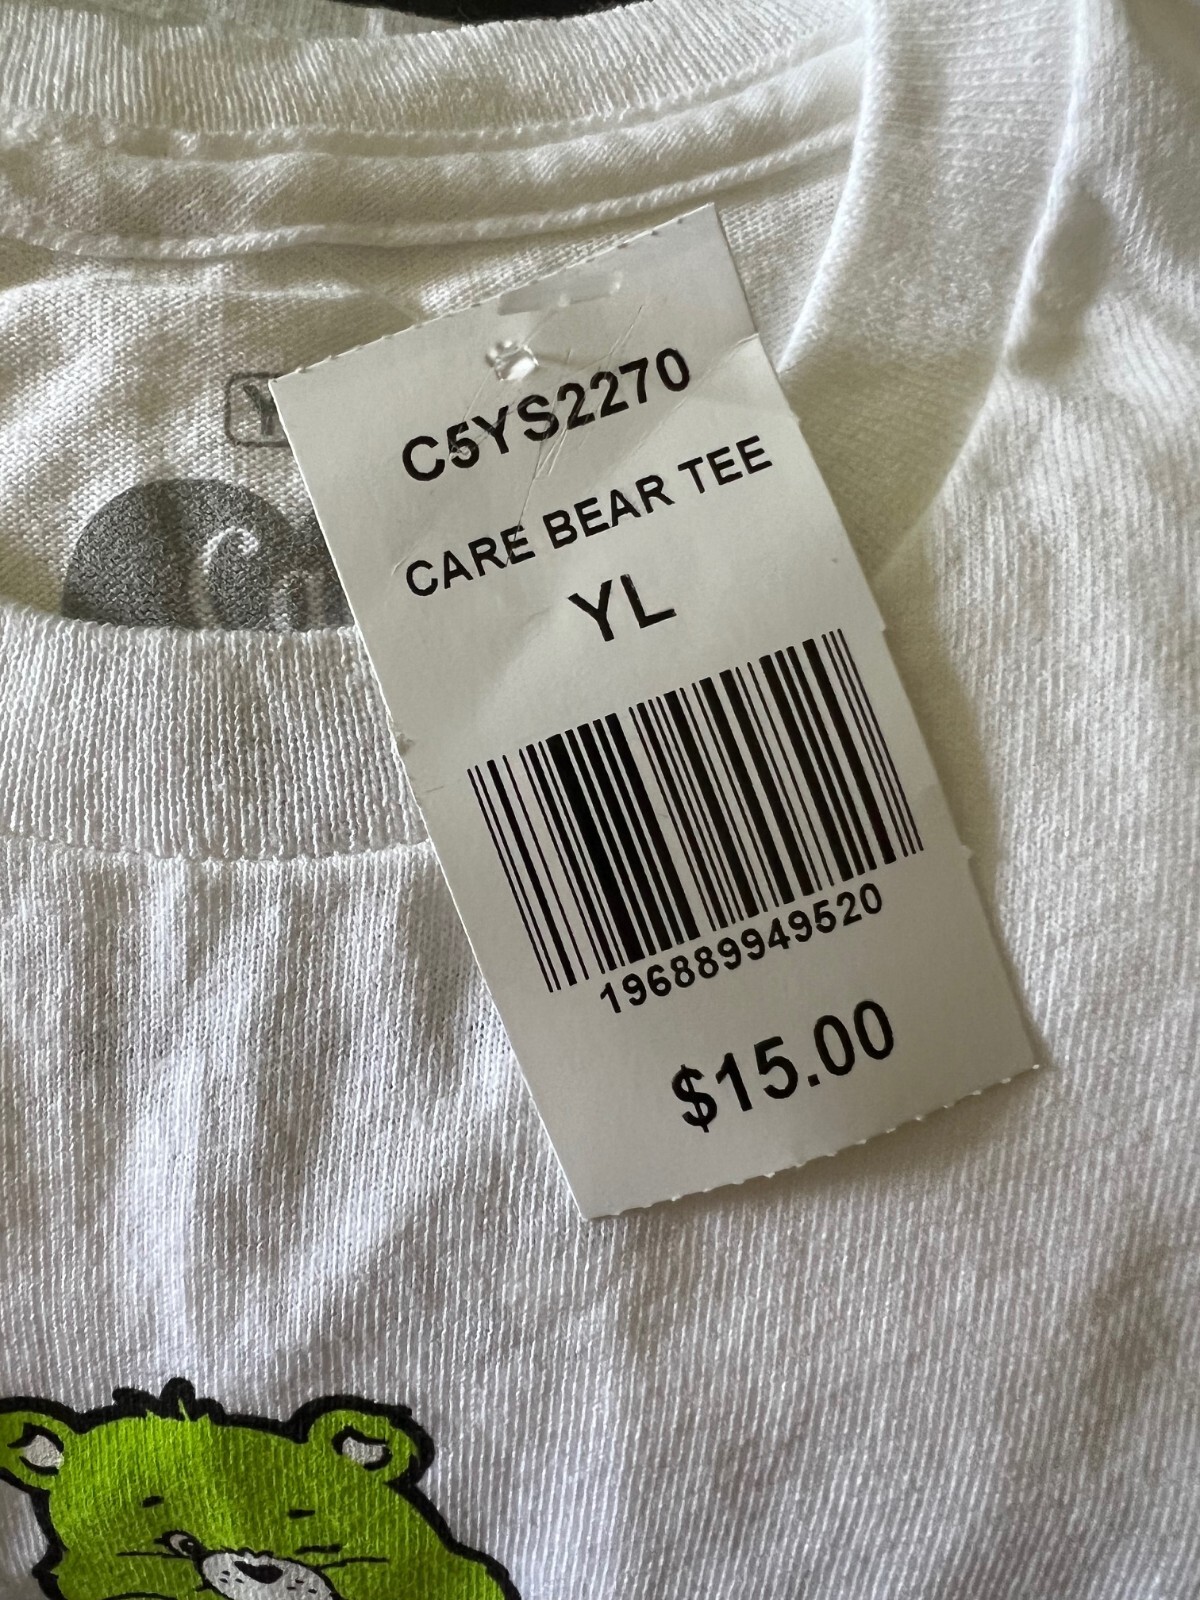 C5YS2270
CARE BEAR TEE
YL
196889949520
$15.00